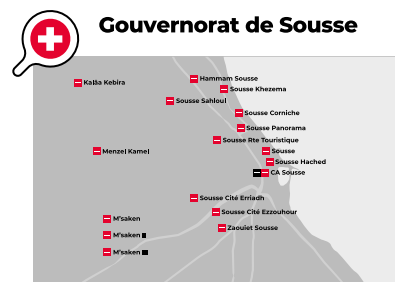 Gouvernorat de Sousse
Hammam Sousse
Kalâa Kebira
Sousse Khezema
Sousse Sahloul
Sousse Corniche
Sousse Panorama
Sousse Rte Touristique
Menzel Kamel
Sousse
Sousse Hached
CA Sousse
Sousse Cité Erriadh
Sousse Cité Ezzouhour
M'saken
Zaouiet Sousse
M'saken
M'saken